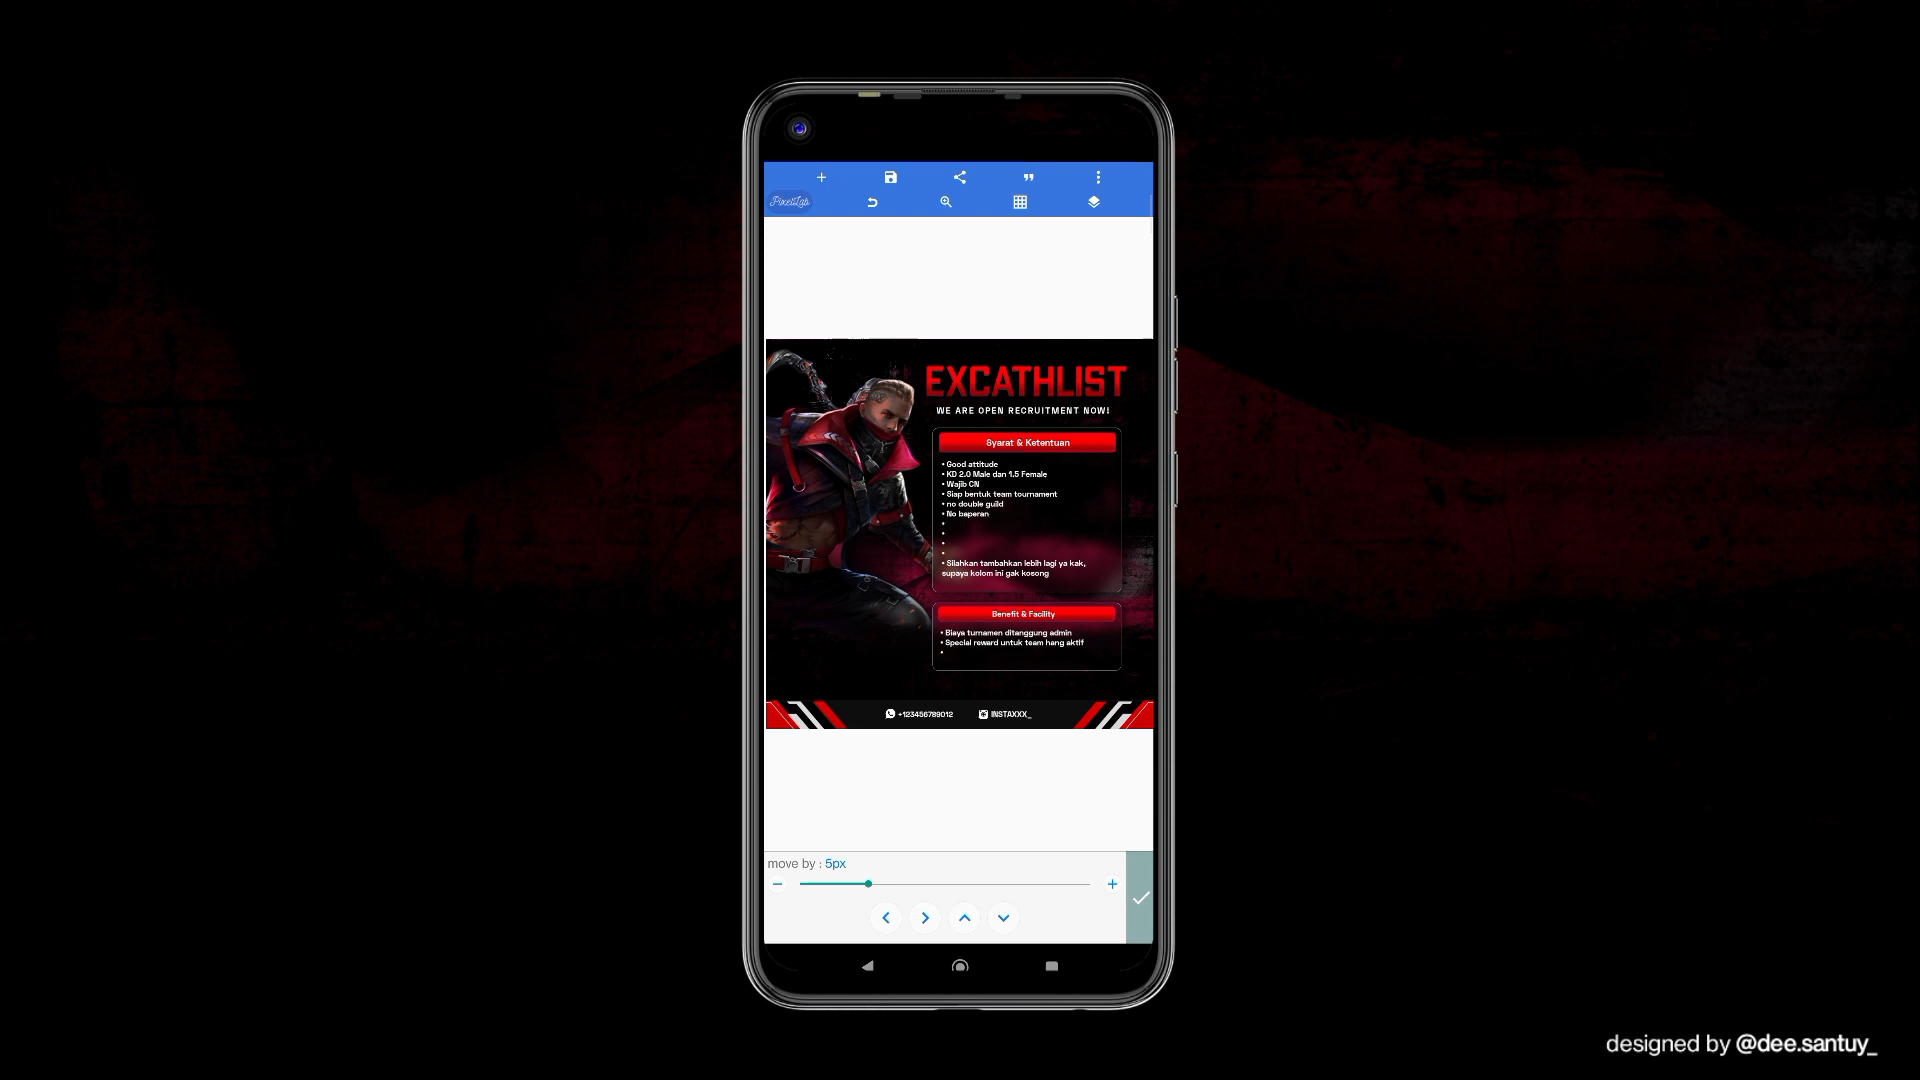 PixelLab
EXCATHLIST
WE ARE OPEN RECRUITMENT NOW!
Syarat & Ketentuan
• Good attitude
• KD 2.0 Male dan 1.5 Female
• Wajib CN
• Siap bentuk team tournament
• no double guild
• No baperan
•
•
•
•
• Silahkan tambahkan lebih lagi ya kak,
supaya kolom ini gak kosong
Benefit & Facility
• Biaya turnamen ditanggung admin
• Special reward untuk team hang aktif
•
+123456789012 INSTAXXX_
move by : 5px
designed by @dee.santuy_